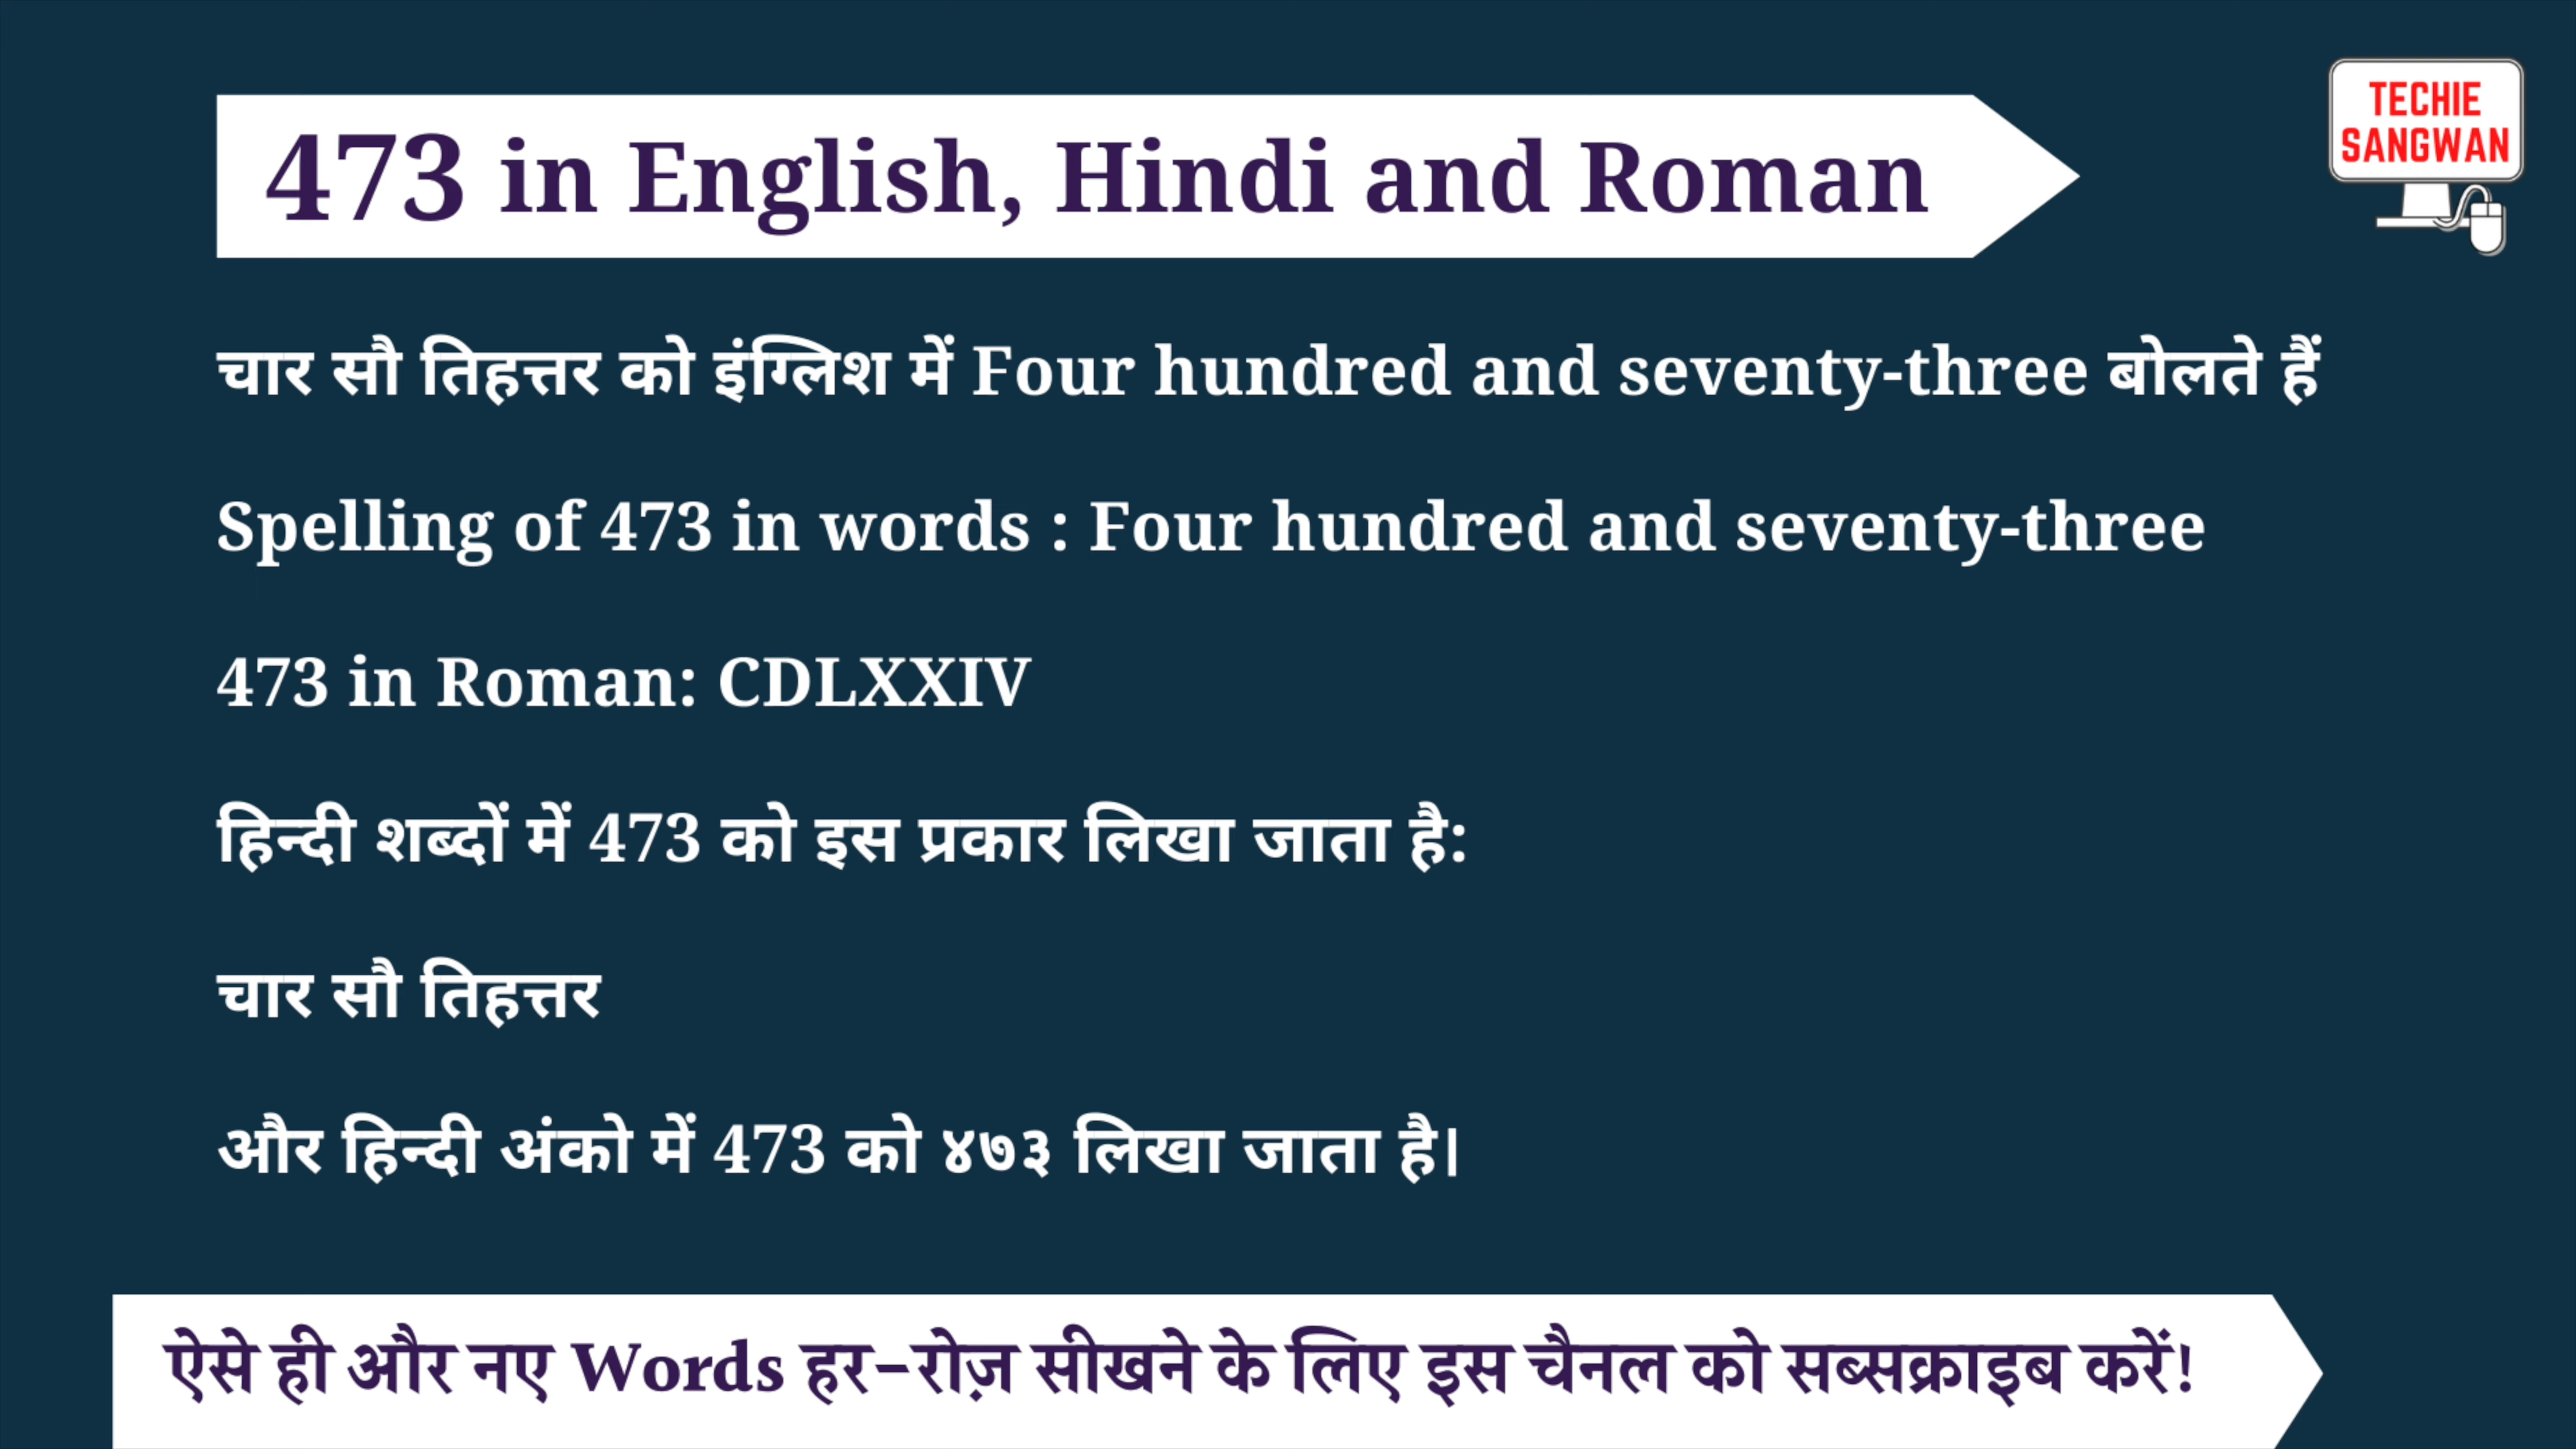 473 in English, Hindi and Roman
TECHIE
SANGWAN
चार सौ तिहत्तर को इंग्लिश में Four hundred and seventy-three बोलते हैं
Spelling of 473 in words : Four hundred and seventy-three
473 in Roman: CDLXXIV
हिन्दी शब्दों में 473 को इस प्रकार लिखा जाता है:
चार सौ तिहत्तर
और हिन्दी अंको में 473 को ४७३ लिखा जाता है।
ऐसे ही और नए Words हर-रोज़ सीखने के लिए इस चैनल को सब्सक्राइब करें!